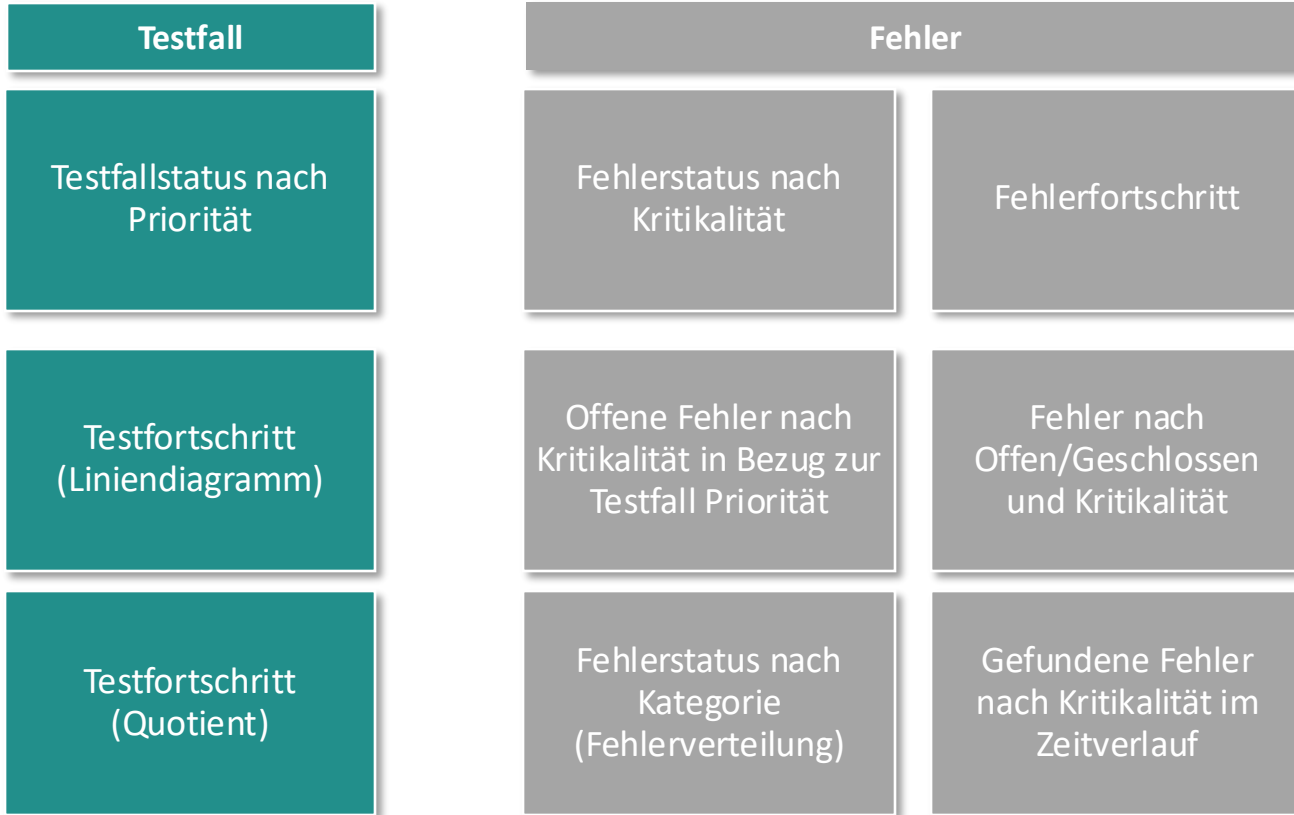 Testfall
Fehler
Testfallstatus nach
Priorität
Fehlerstatus nach
Kritikalität
Fehlerfortschritt
Testfortschritt
(Liniendiagramm)
Offene Fehler nach
Kritikalität in Bezug zur
Testfall Priorität
Fehler nach
Offen/Geschlossen
und Kritikalität
Testfortschritt
(Quotient)
Fehlerstatus nach
Kategorie
(Fehlerverteilung)
Gefundene Fehler
nach Kritikalität im
Zeitverlauf